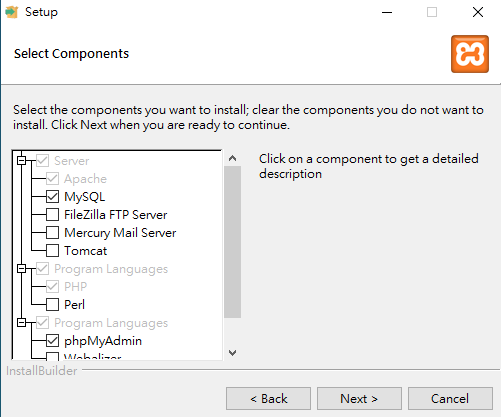 Setup
Select Components
Select the components you want to install; clear the components you do not want to
install. Click Next when you are ready to continue.
Server
Apache
MySQL
FileZilla FTP Server
Mercury Mail Server
Tomcat
Program Languages
PHP
Perl
Program Languages
phpMyAdmin
Webalizer
Click on a component to get a detailed
description
InstallBuilder
< Back
Next >
Cancel